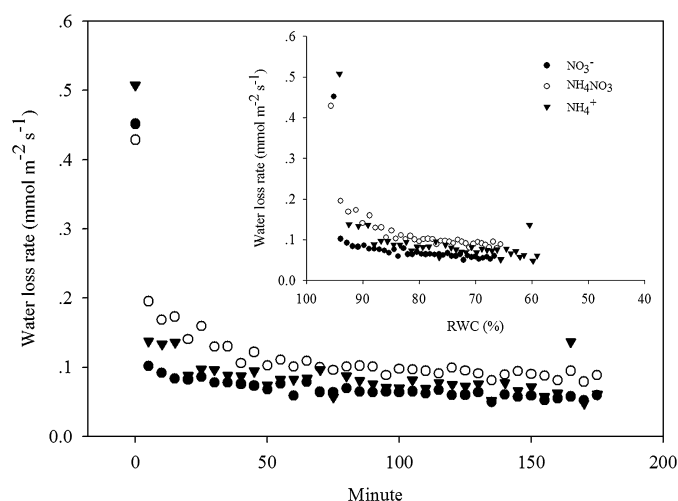 .6
.5
.4
.3
.2
.1
0.0
Water loss rate (mmol m⁻² s⁻¹)
0 50 100 150 200
Minute
.6
.5
.4
.3
.2
.1
0.0
Water loss rate (mmol m⁻² s⁻¹)
100 90 80 70 60 50 40
RWC (%)
NO₃⁻
NH₄NO₃
NH₄⁺